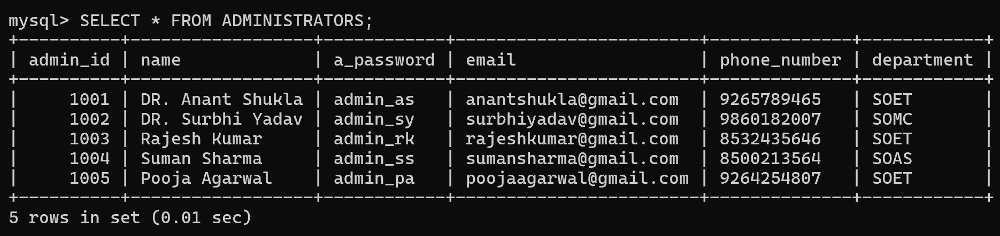 mysql> SELECT * FROM ADMINISTRATORS;
+----------+------------------+------------+------------------------+--------------+------------+
| admin_id | name             | a_password | email                  | phone_number | department |
+----------+------------------+------------+------------------------+--------------+------------+
|     1001 | DR. Anant Shukla | admin_as   | anantshukla@gmail.com  | 9265789465   | SOET       |
|     1002 | DR. Surbhi Yadav | admin_sy   | surbhiyadav@gmail.com  | 9860182007   | SOMC       |
|     1003 | Rajesh Kumar     | admin_rk   | rajeshkumar@gmail.com  | 8532435646   | SOET       |
|     1004 | Suman Sharma     | admin_ss   | sumansharma@gmail.com  | 8500213564   | SOAS       |
|     1005 | Pooja Agarwal    | admin_pa   | poojaagarwal@gmail.com | 9264254807   | SOET       |
+----------+------------------+------------+------------------------+--------------+------------+
5 rows in set (0.01 sec)